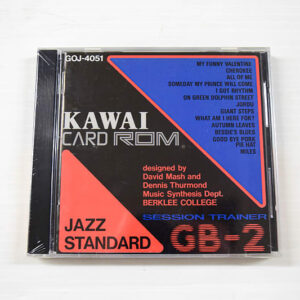 GOJ-4051
MY FUNNY VALENTINE
CHEROKEE
ALL OF ME
SOMEDAY MY PRINCE WILL COME
I GOT RHYTHM
ON GREEN DOLPHIN STREET
JORDU
GIANT STEPS
WHAT AM I HERE FOR?
AUTUMN LEAVES
BESSIE'S BLUES
GOOD BYE PORK
PIE HAT
MILES
KAWAI
CARD ROM
designed by
David Mash and
Dennis Thurmond
Music Synthesis Dept.
BERKLEE COLLEGE
SESSION TRAINER
GB-2
JAZZ
STANDARD